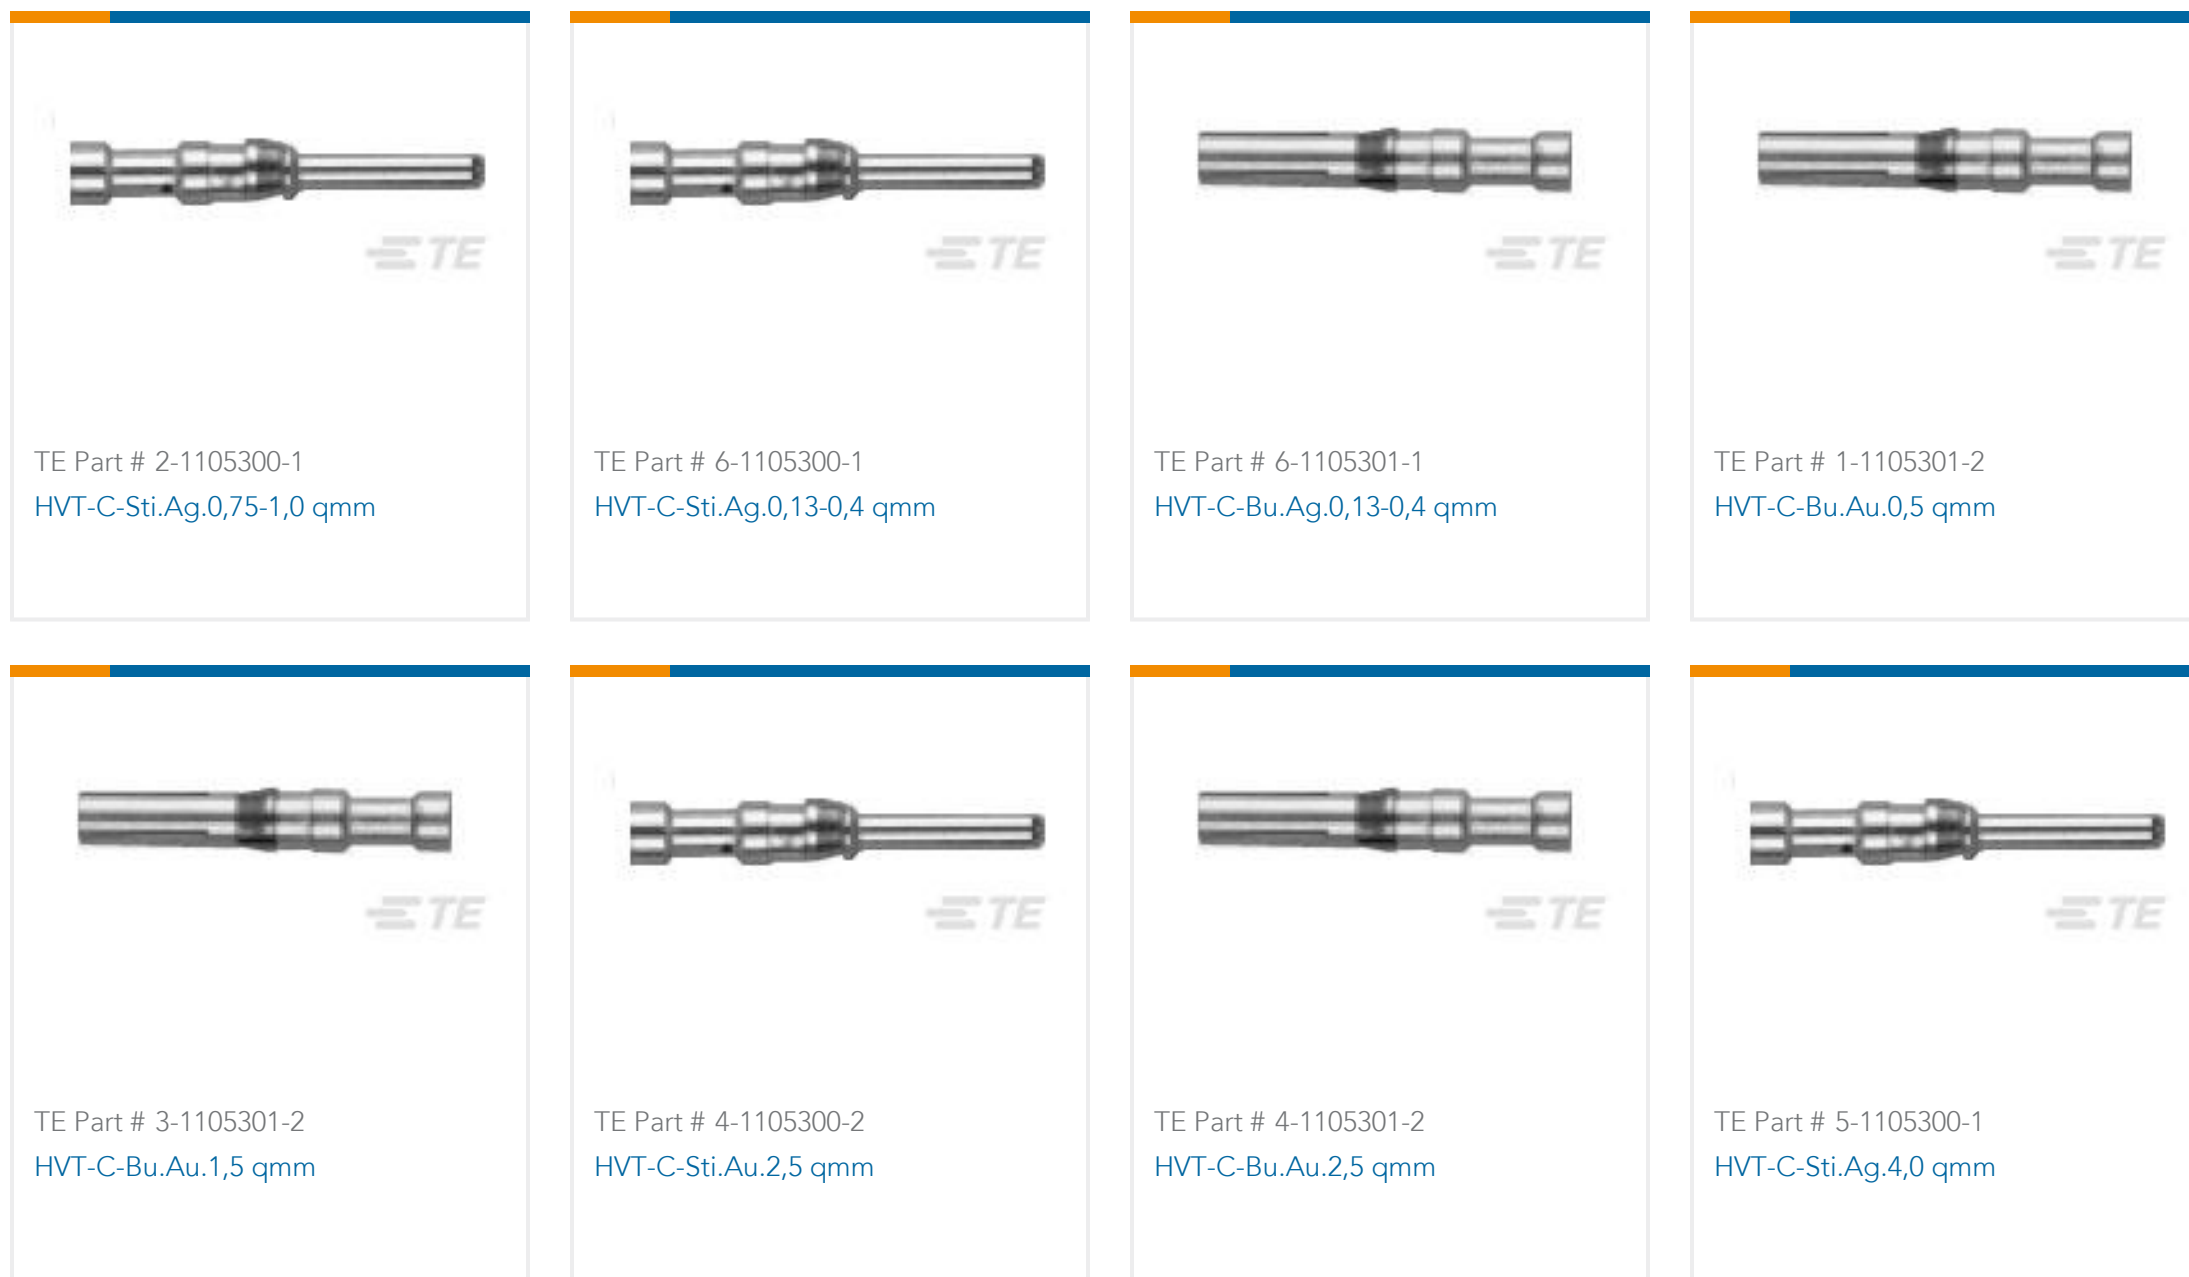 TE
TE
TE
TE
TE Part # 2-1105300-1
HVT-C-Sti.Ag.0,75-1,0 qmm
TE Part # 6-1105300-1
HVT-C-Sti.Ag.0,13-0,4 qmm
TE Part # 6-1105301-1
HVT-C-Bu.Ag.0,13-0,4 qmm
TE Part # 1-1105301-2
HVT-C-Bu.Au.0,5 qmm
TE
TE
TE
TE
TE Part # 3-1105301-2
HVT-C-Bu.Au.1,5 qmm
TE Part # 4-1105300-2
HVT-C-Sti.Au.2,5 qmm
TE Part # 4-1105301-2
HVT-C-Bu.Au.2,5 qmm
TE Part # 5-1105300-1
HVT-C-Sti.Ag.4,0 qmm